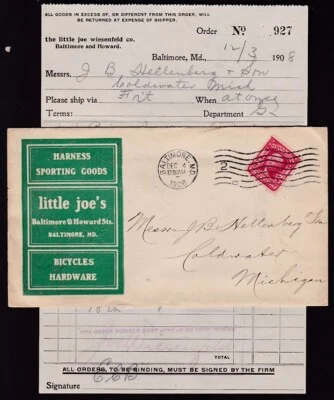 ALL GOODS IN EXCESS OF, OR DIFFERENT FROM THIS ORDER, WILL
BE RETURNED AT EXPENSE OF SHIPPER.
Order No 927
the little joe wiesenfeld co.
Baltimore and Howard.
Baltimore, Md., 12/3 1908
Messrs. J B Hellenberg & Son
Coldwater Mich
Please ship via Frt When at once
Terms: Department
HARNESS
SPORTING GOODS
little joe's
Baltimore & Howard Sts.
BALTIMORE, MD.
BICYCLES
HARDWARE
BALTIMORE, MD.
DEC 4
1908
Messrs J B Hellenberg & Son
Coldwater
Michigan
TOTAL
ALL ORDERS, TO BE BINDING, MUST BE SIGNED BY THE FIRM
Signature